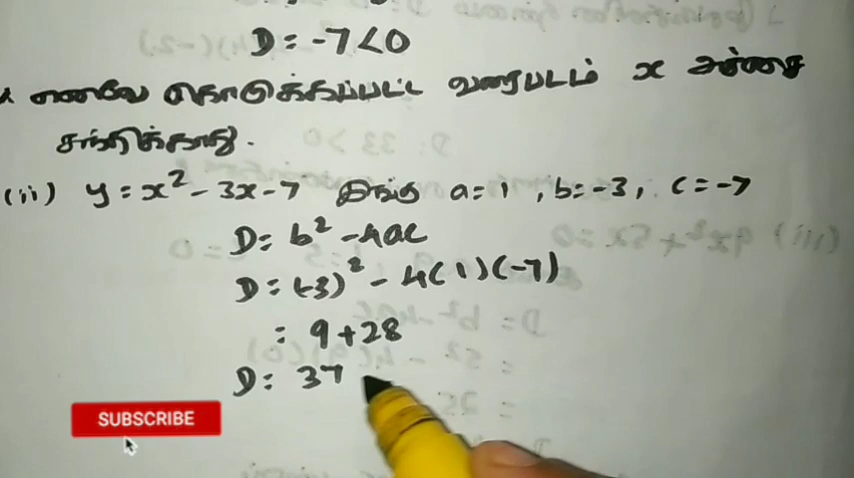 D = -7<0
எனவே கொடுக்கப்பட்ட வரைபடம் x அச்சை
சந்திக்காது.
(ii) y = x² - 3x - 7 இங்கு a = 1, b = -3, c = -7
D = b² - 4ac
D = (-3)² - 4(1)(-7)
= 9 + 28
D = 37
SUBSCRIBE